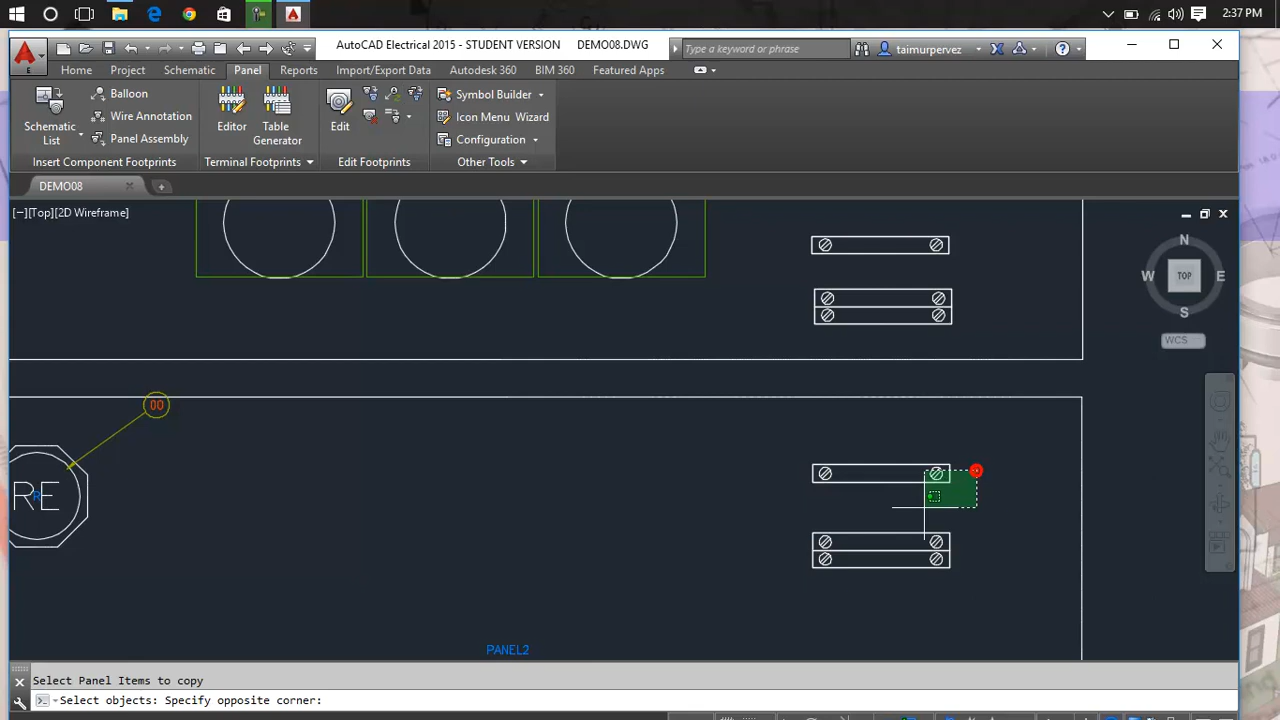 2:37 PM
AutoCAD Electrical 2015 - STUDENT VERSION DEMO08.DWG
Type a keyword or phrase
taimurpervez
E
Home Project Schematic Panel Reports Import/Export Data Autodesk 360 BIM 360 Featured Apps
Schematic
List
Balloon
Wire Annotation
Panel Assembly
Insert Component Footprints
Editor
Table
Generator
Terminal Footprints
Edit
Edit Footprints
Symbol Builder
Icon Menu Wizard
Configuration
Other Tools
DEMO08
[−][Top][2D Wireframe]
N
W TOP E
S
WCS
00
RE
R
PANEL2
Select Panel Items to copy
Select objects: Specify opposite corner: